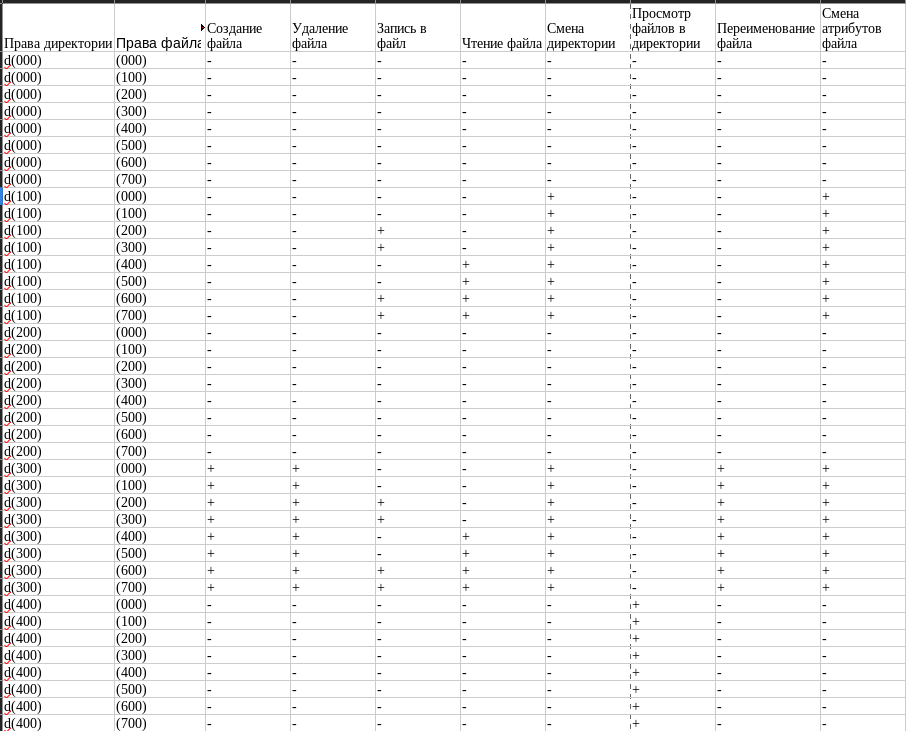 Права директории Права файла Создание файла Удаление файла Запись в файл Чтение файла Смена директории Просмотр файлов в директории Переименование файла Смена атрибутов файла
d(000) (000) - - - - - - - -
d(000) (100) - - - - - - - -
d(000) (200) - - - - - - - -
d(000) (300) - - - - - - - -
d(000) (400) - - - - - - - -
d(000) (500) - - - - - - - -
d(000) (600) - - - - - - - -
d(000) (700) - - - - - - - -
d(100) (000) - - - - + - - +
d(100) (100) - - - - + - - +
d(100) (200) - - + - + - - +
d(100) (300) - - + - + - - +
d(100) (400) - - - + + - - +
d(100) (500) - - - + + - - +
d(100) (600) - - + + + - - +
d(100) (700) - - + + + - - +
d(200) (000) - - - - - - - -
d(200) (100) - - - - - - - -
d(200) (200) - - - - - - - -
d(200) (300) - - - - - - - -
d(200) (400) - - - - - - - -
d(200) (500) - - - - - - - -
d(200) (600) - - - - - - - -
d(200) (700) - - - - - - - -
d(300) (000) + + - - + - + +
d(300) (100) + + - - + - + +
d(300) (200) + + + - + - + +
d(300) (300) + + + - + - + +
d(300) (400) + + - + + - + +
d(300) (500) + + - + + - + +
d(300) (600) + + + + + - + +
d(300) (700) + + + + + - + +
d(400) (000) - - - - - + - -
d(400) (100) - - - - - + - -
d(400) (200) - - - - - + - -
d(400) (300) - - - - - + - -
d(400) (400) - - - - - + - -
d(400) (500) - - - - - + - -
d(400) (600) - - - - - + - -
d(400) (700) - - - - - + - -